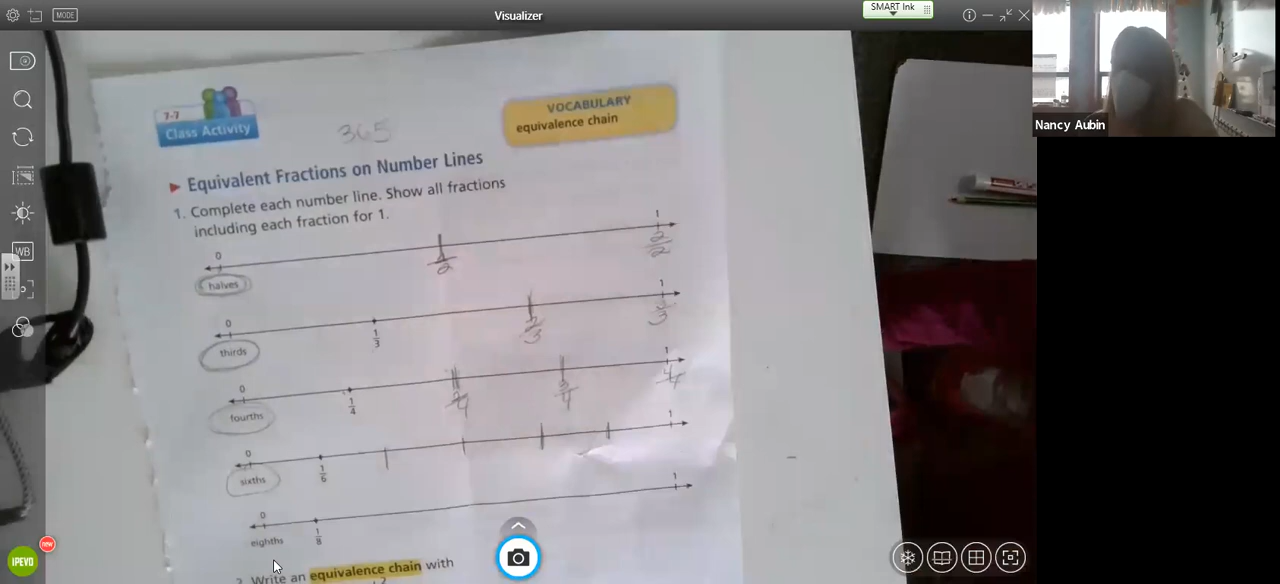 MODE
Visualizer
SMART Ink
WB
Nancy Aubin
7-7
Class Activity
365
VOCABULARY
equivalence chain
Equivalent Fractions on Number Lines
1. Complete each number line. Show all fractions
including each fraction for 1.
0 1/2 1 2/2
halves
0 1/3 2/3 1 3/3
thirds
0 1/4 2/4 3/4 1 4/4
fourths
0 1/6 1
sixths
0 1/8 1
eighths
Write an equivalence chain with
IPEVO
new